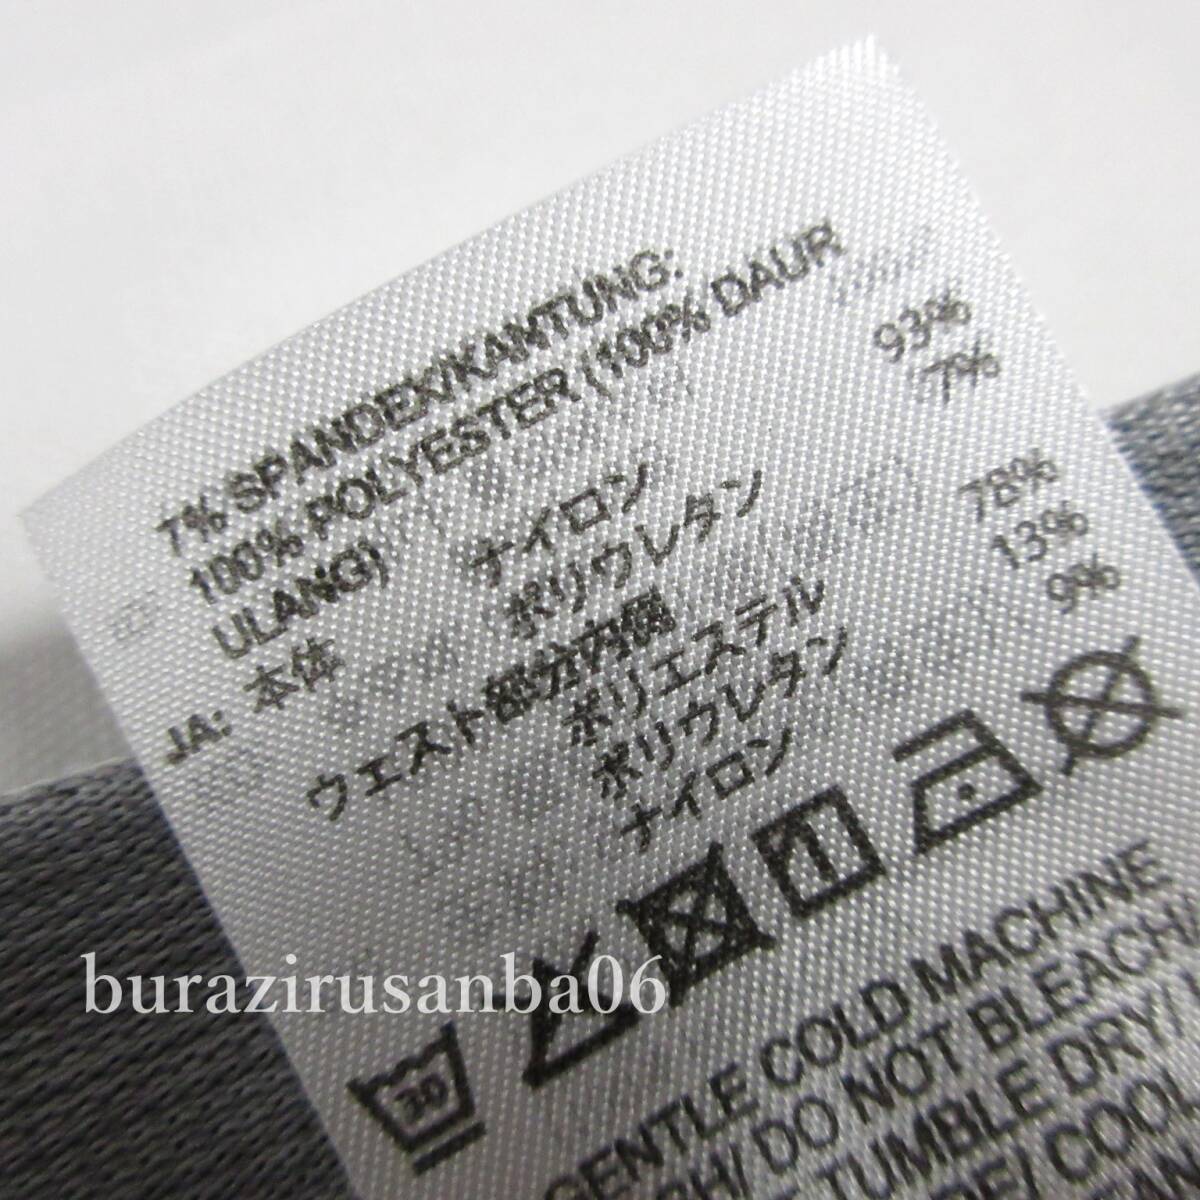 7% SPANDEX/KANTUNG:
100% POLYESTER (100% DAUR
ULANG)
JA: 本体 ナイロン 93%
ポリウレタン 7%
ウエスト部分内側
ポリエステル 78%
ポリウレタン 13%
ナイロン 9%
30
GENTLE COLD MACHINE
DO NOT BLEACH
TUMBLE DRY/
COOL
burazirusanba06